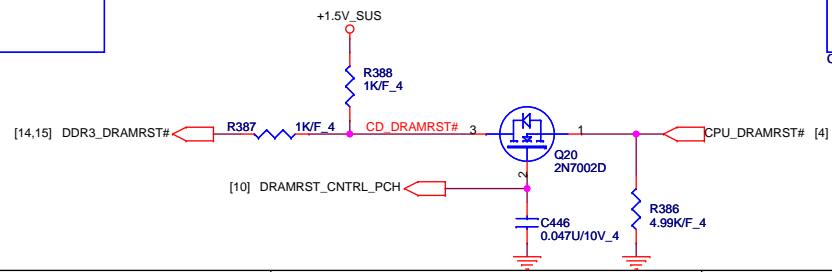 +1.5V_SUS
R388
1K/F_4
[14,15] DDR3_DRAMRST#
R387
1K/F_4
CD_DRAMRST#
3
1
CPU_DRAMRST# [4]
Q20
2N7002D
2
[10] DRAMRST_CNTRL_PCH
C446
0.047U/10V_4
R386
4.99K/F_4